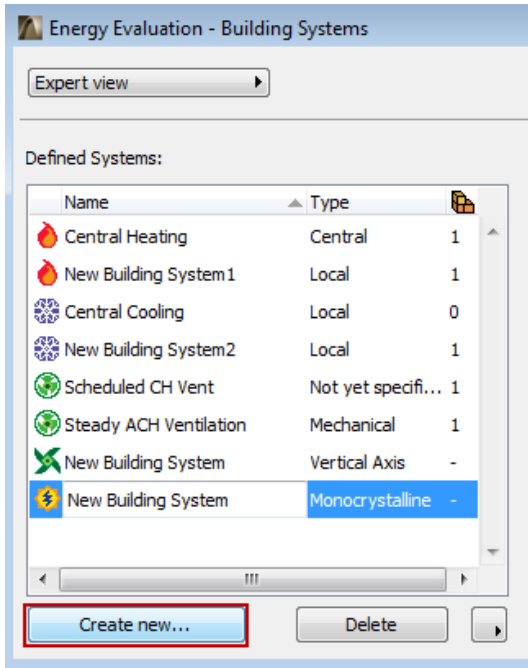 Energy Evaluation - Building Systems
Expert view
Defined Systems:
Name Type
Central Heating Central 1
New Building System1 Local 1
Central Cooling Local 0
New Building System2 Local 1
Scheduled CH Vent Not yet specifi... 1
Steady ACH Ventilation Mechanical 1
New Building System Vertical Axis -
New Building System Monocrystalline -
Create new... Delete